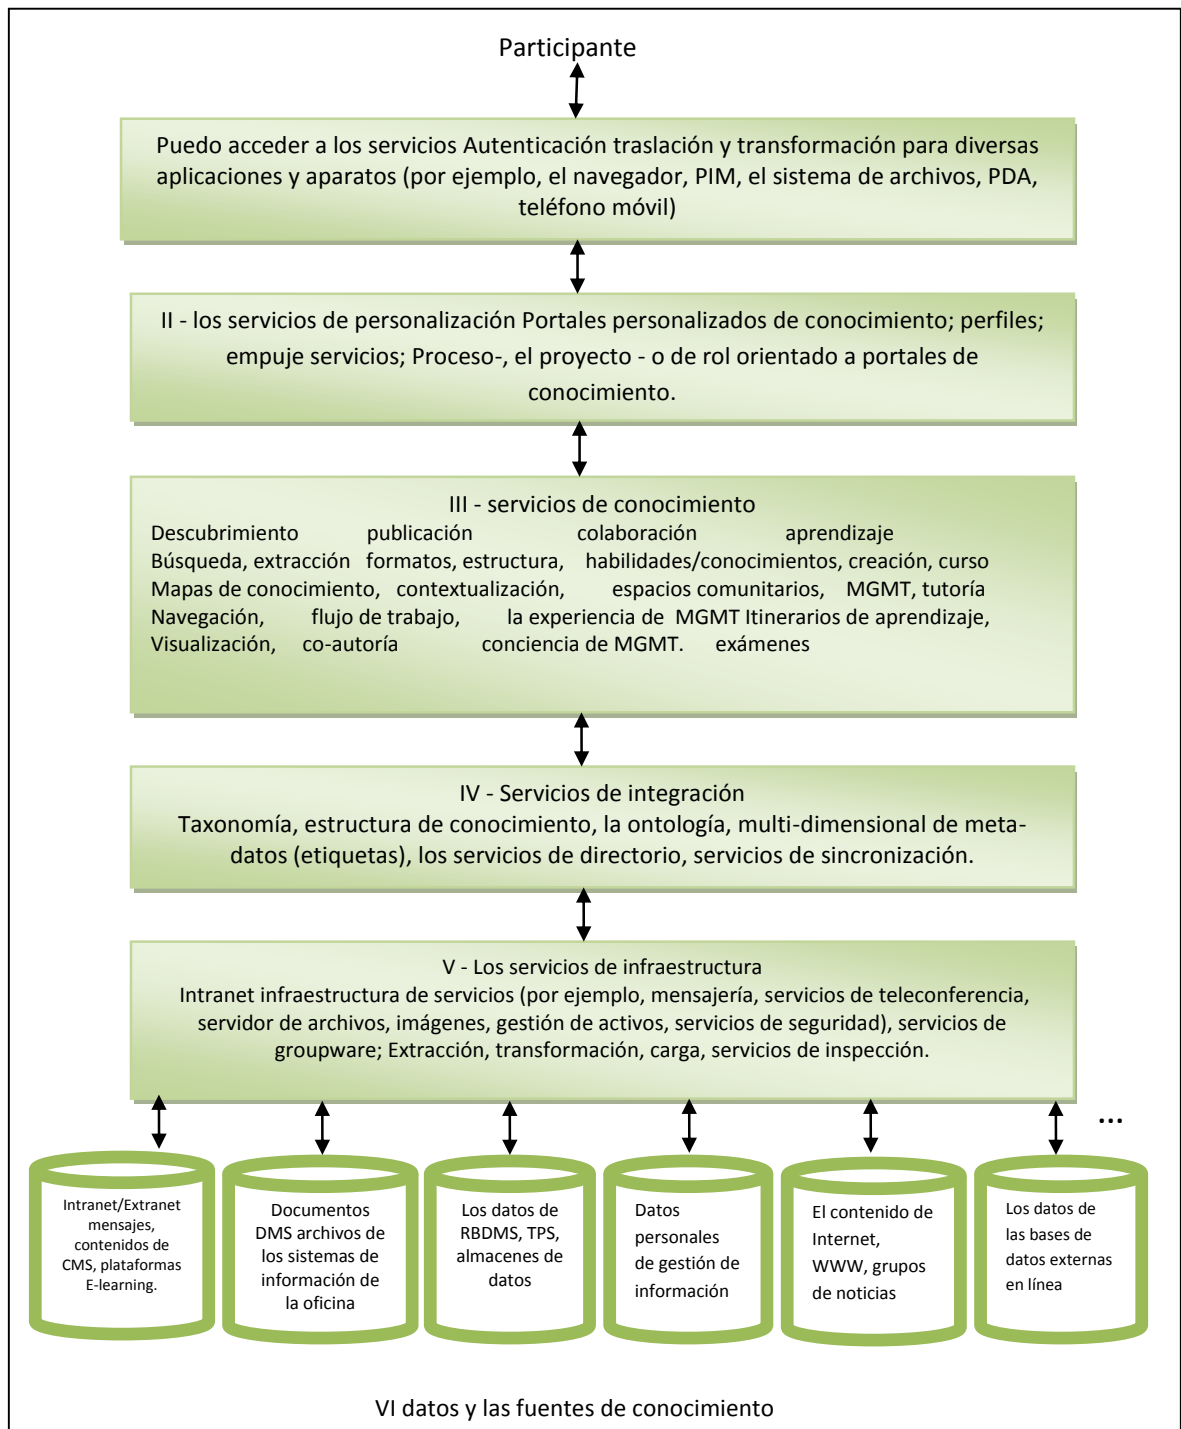 Participante
Puedo acceder a los servicios Autenticación traslación y transformación para diversas
aplicaciones y aparatos (por ejemplo, el navegador, PIM, el sistema de archivos, PDA,
teléfono móvil)
II - los servicios de personalización Portales personalizados de conocimiento; perfiles;
empuje servicios; Proceso-, el proyecto - o de rol orientado a portales de
conocimiento.
III - servicios de conocimiento
Descubrimiento publicación colaboración aprendizaje
Búsqueda, extracción formatos, estructura, habilidades/conocimientos, creación, curso
Mapas de conocimiento, contextualización, espacios comunitarios, MGMT, tutoría
Navegación, flujo de trabajo, la experiencia de MGMT Itinerarios de aprendizaje,
Visualización, co-autoría conciencia de MGMT. exámenes
IV - Servicios de integración
Taxonomía, estructura de conocimiento, la ontología, multi-dimensional de meta-
datos (etiquetas), los servicios de directorio, servicios de sincronización.
V - Los servicios de infraestructura
Intranet infraestructura de servicios (por ejemplo, mensajería, servicios de teleconferencia,
servidor de archivos, imágenes, gestión de activos, servicios de seguridad), servicios de
groupware; Extracción, transformación, carga, servicios de inspección.
...
Intranet/Extranet
mensajes,
contenidos de
CMS, plataformas
E-learning.
Documentos
DMS archivos de
los sistemas de
información de
la oficina
Los datos de
RBDMS, TPS,
almacenes de
datos
Datos
personales
de gestión de
información
El contenido de
Internet,
WWW, grupos
de noticias
Los datos de
las bases de
datos externas
en línea
VI datos y las fuentes de conocimiento